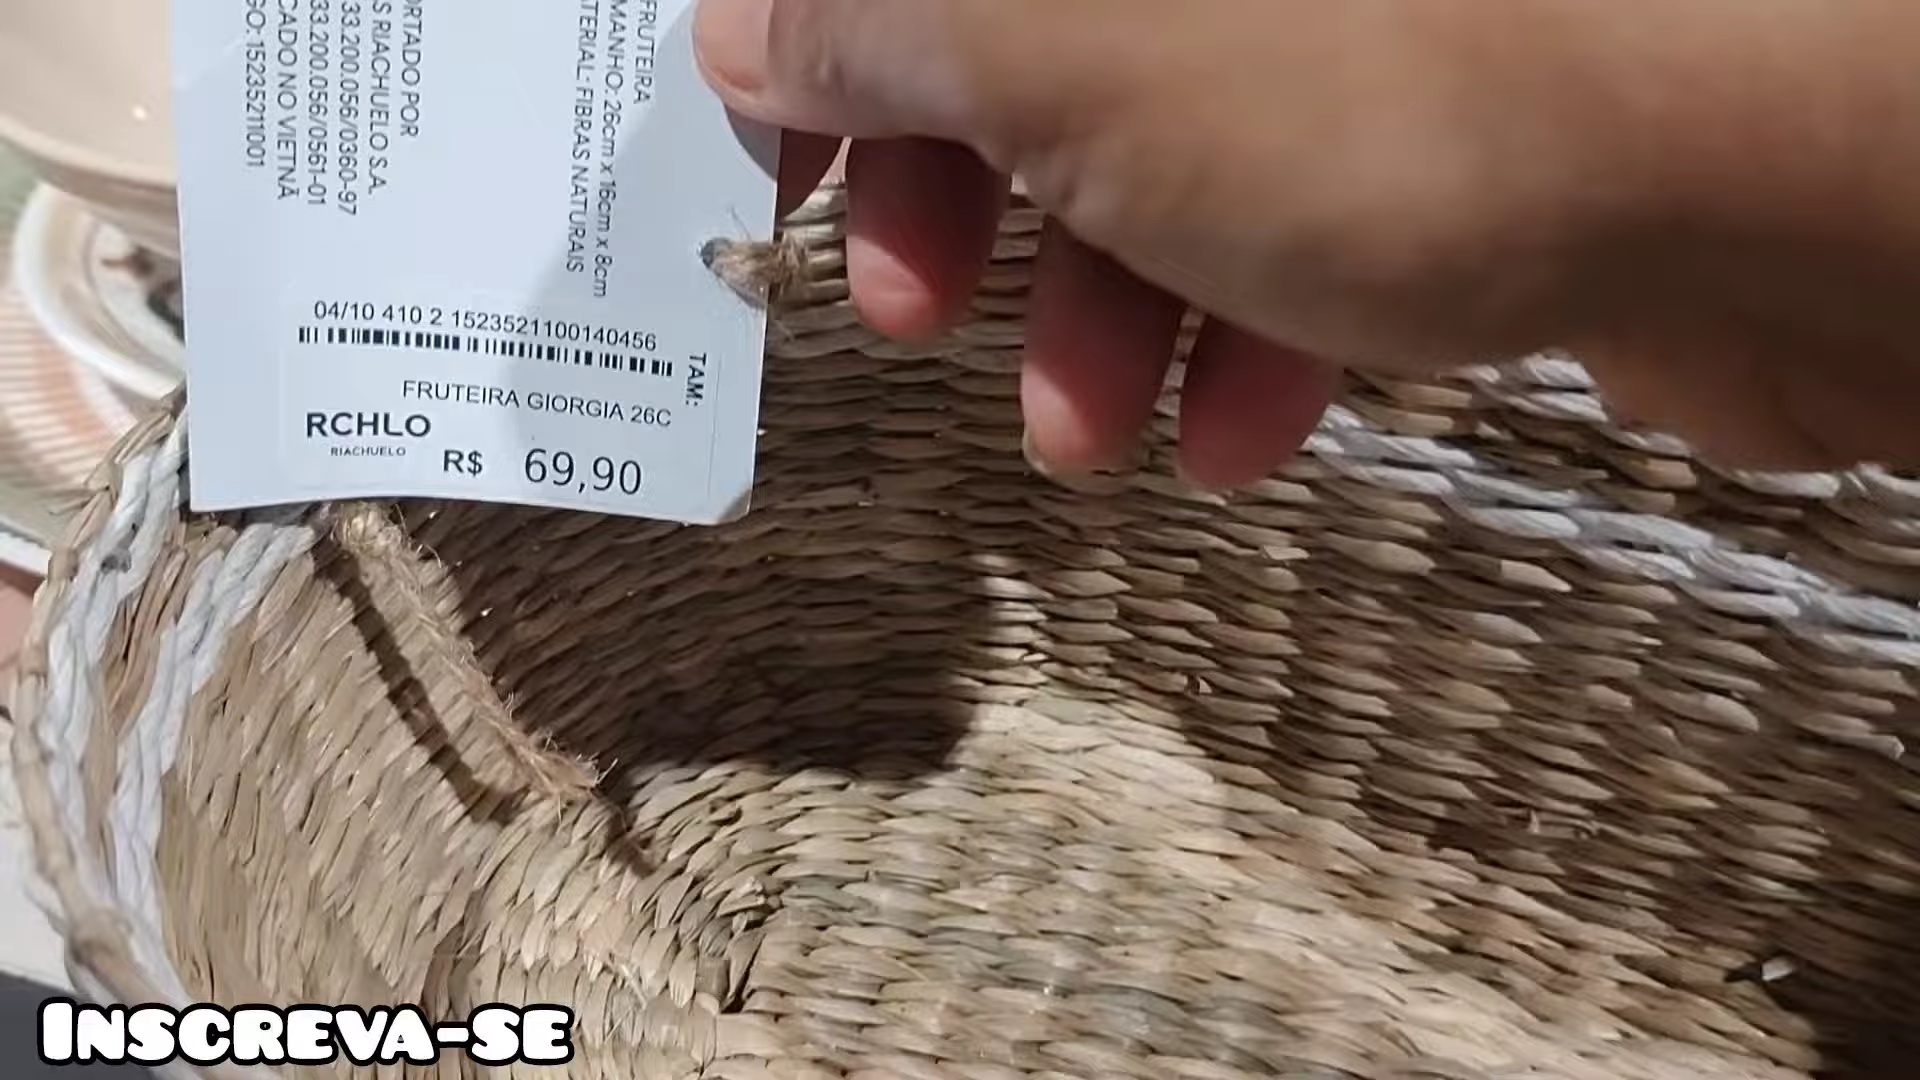 FRUTEIRA
MANHO: 26cm x 16cm x 8cm
TERIAL: FIBRAS NATURAIS
ORTADO POR
S RIACHUELO S.A.
33.200.056/0360-97
33.200.056/0561-01
CADO NO VIETNÃ
GO: 15235211001
04/10 410 2 1523521100140456
TAM:
FRUTEIRA GIORGIA 26C
RCHLO
RIACHUELO
R$ 69,90
INSCREVA-SE